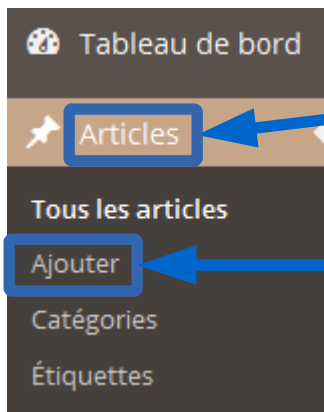 Tableau de bord
Articles
Tous les articles
Ajouter
Catégories
Étiquettes